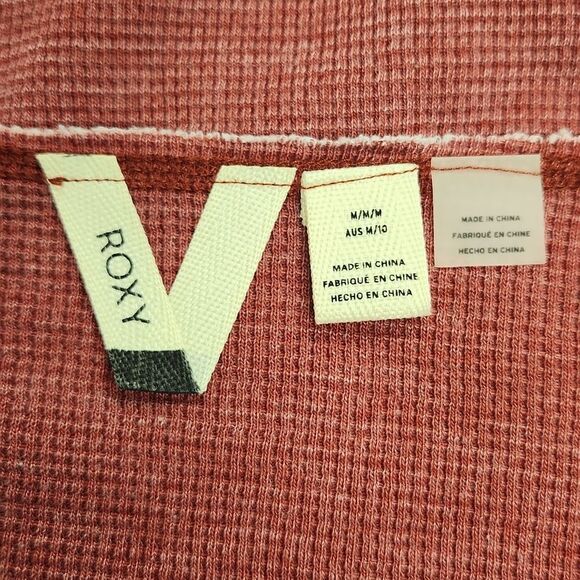 ROXY
M/M/M
AUS M/10
MADE IN CHINA
FABRIQUÉ EN CHINE
HECHO EN CHINA
MADE IN CHINA
FABRIQUÉ EN CHINE
HECHO EN CHINA